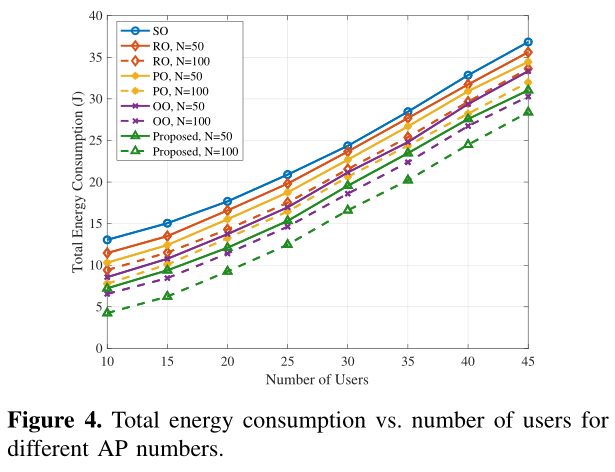 40
35
30
25
20
15
10
5
0
Total Energy Consumption (J)
SO
RO, N=50
RO, N=100
PO, N=50
PO, N=100
OO, N=50
OO, N=100
Proposed, N=50
Proposed, N=100
10 15 20 25 30 35 40 45
Number of Users
Figure 4. Total energy consumption vs. number of users for
different AP numbers.